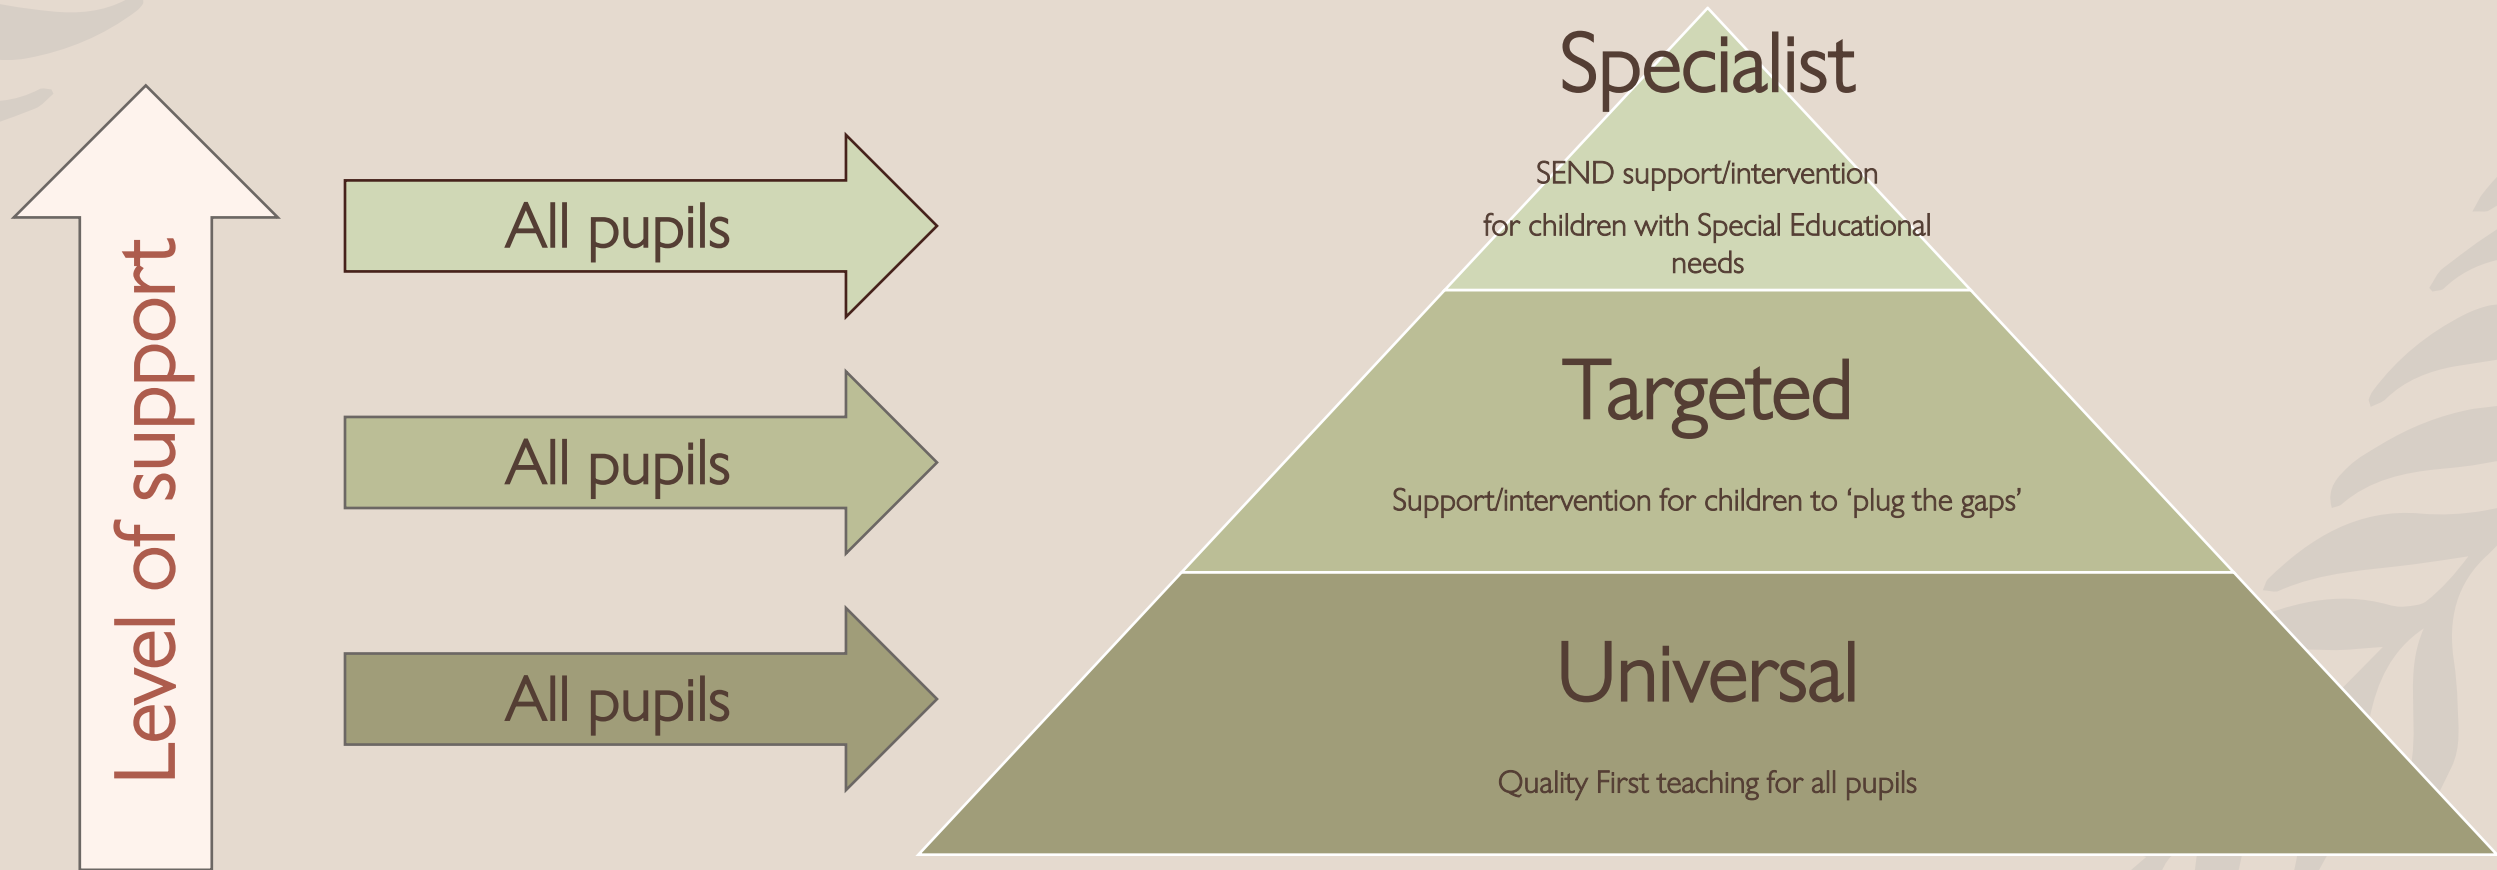 Level of support
All pupils
All pupils
All pupils
Specialist
SEND support/intervention
for children with Special Educational
needs
Targeted
Support/intervention for children to ‘plug the gaps’
Universal
Quality First teaching for all pupils